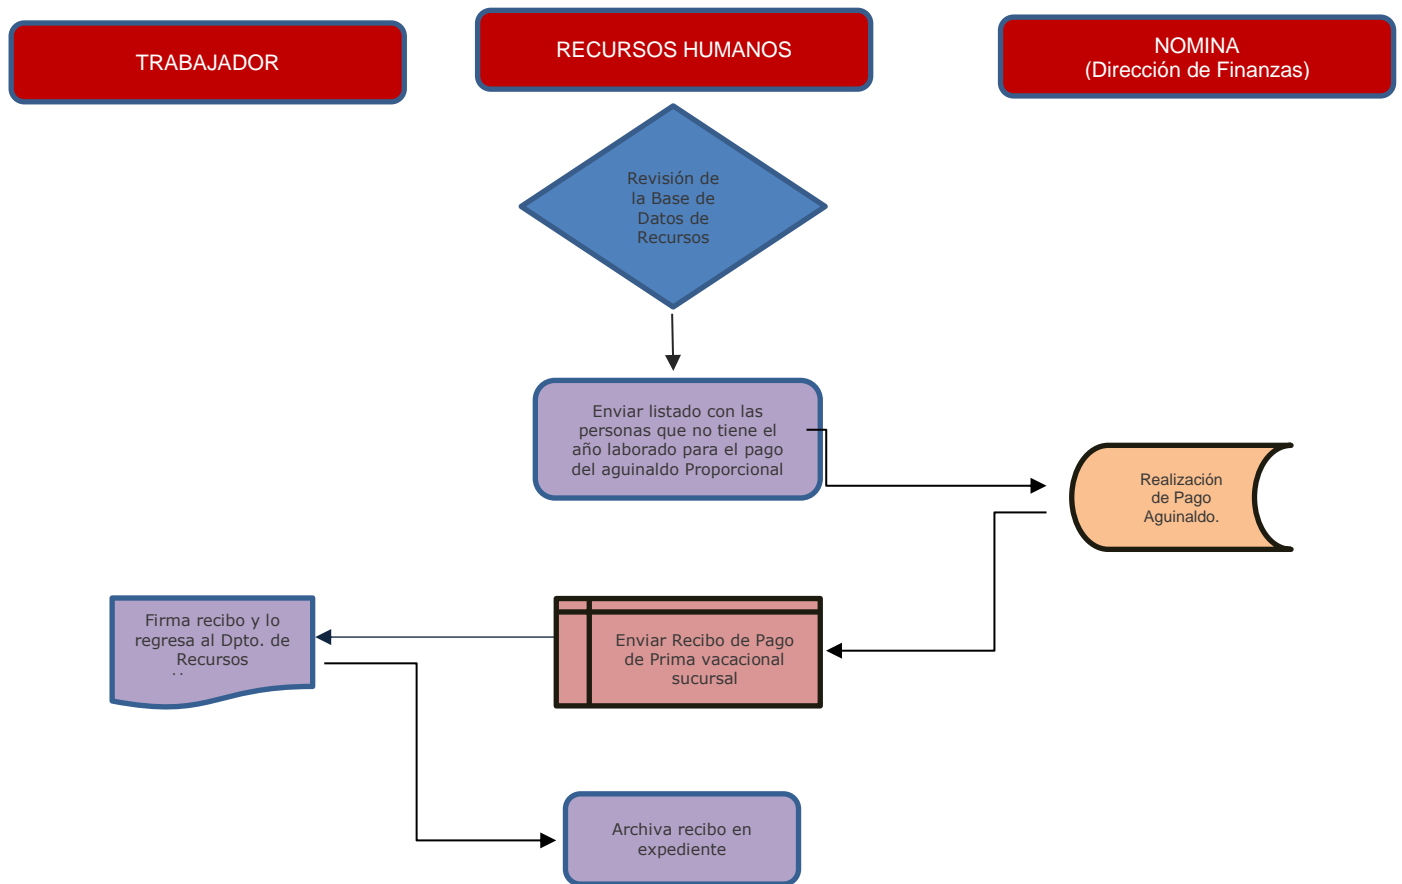 TRABAJADOR
RECURSOS HUMANOS
NOMINA
(Dirección de Finanzas)
Revisión de
la Base de
Datos de
Recursos
Enviar listado con las
personas que no tiene el
año laborado para el pago
del aguinaldo Proporcional
Realización
de Pago
Aguinaldo.
Firma recibo y lo
regresa al Dpto. de
Recursos
Enviar Recibo de Pago
de Prima vacacional
sucursal
Archiva recibo en
expediente